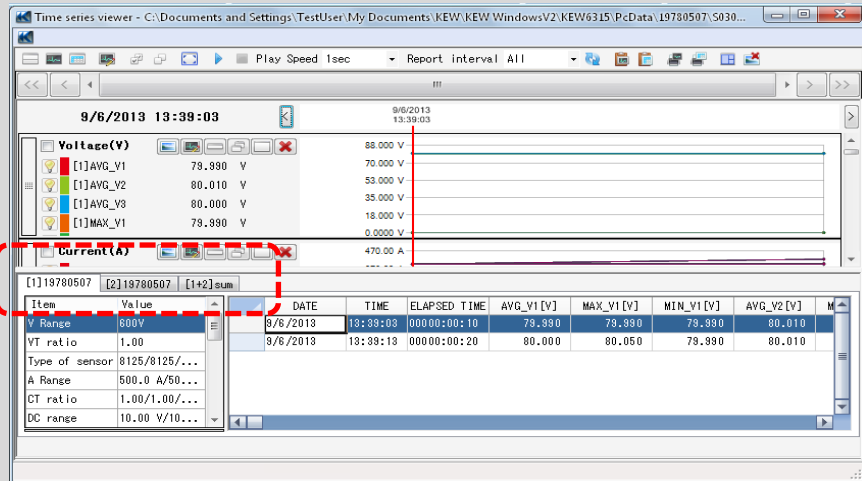 Time series viewer - C:\Documents and Settings\TestUser\My Documents\KEW\KEW WindowsV2\KEW6315\PcData\19780507\S030...
Play Speed 1sec Report interval All
<< < > >>
9/6/2013 13:39:03 < 9/6/2013 >
13:39:03
Voltage(V) 88.000 V
[1]AVG_V1 79.990 V 70.000 V
[1]AVG_V2 80.010 V 53.000 V
[1]AVG_V3 80.000 V 35.000 V
[1]MAX_V1 79.990 V 18.000 V
0.0000 V
Current(A) 470.00 A
[1]19780507 [2]19780507 [1+2]sum
Item Value DATE TIME ELAPSED TIME AVG_V1[V] MAX_V1[V] MIN_V1[V] AVG_V2[V] M
V Range 600V 9/6/2013 13:39:03 00000:00:10 79.990 79.990 79.990 80.010
VT ratio 1.00 9/6/2013 13:39:13 00000:00:20 80.000 80.050 79.990 80.010
Type of sensor 8125/8125/...
A Range 500.0 A/50...
CT ratio 1.00/1.00/...
DC range 10.00 V/10...